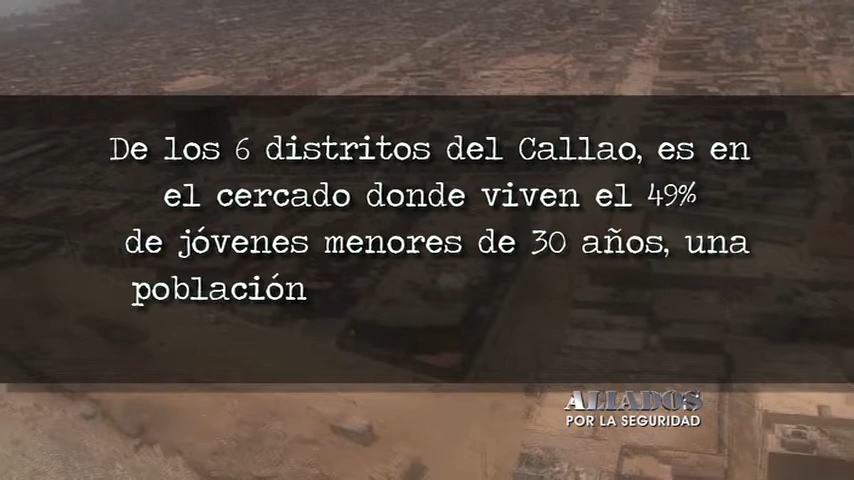 De los 6 distritos del Callao, es en
el cercado donde viven el 49%
de jóvenes menores de 30 años, una
población
ALIADOS
POR LA SEGURIDAD